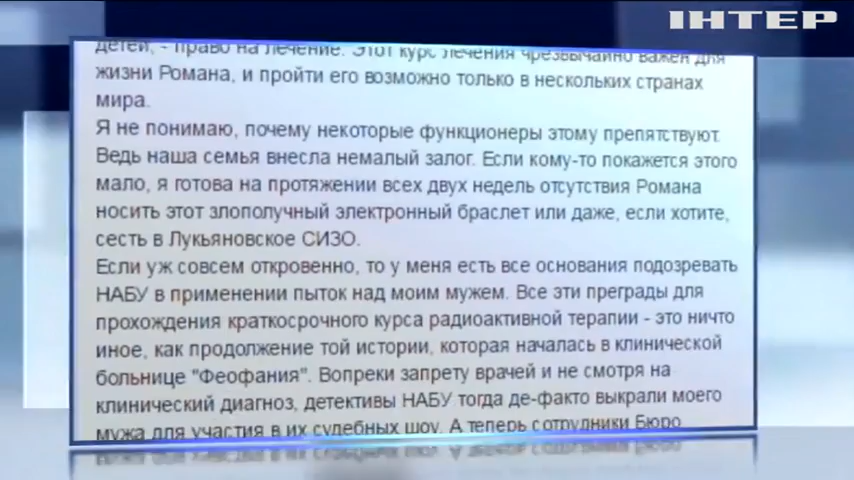 ІНТЕР
детей, - право на лечение. Этот курс лечения чрезвычайно важен для
жизни Романа, и пройти его возможно только в нескольких странах
мира.
Я не понимаю, почему некоторые функционеры этому препятствуют.
Ведь наша семья внесла немалый залог. Если кому-то покажется этого
мало, я готова на протяжении всех двух недель отсутствия Романа
носить этот злополучный электронный браслет или даже, если хотите,
сесть в Лукьяновское СИЗО.
Если уж совсем откровенно, то у меня есть все основания подозревать
НАБУ в применении пыток над моим мужем. Все эти преграды для
прохождения краткосрочного курса радиоактивной терапии - это ничто
иное, как продолжение той истории, которая началась в клинической
больнице "Феофания". Вопреки запрету врачей и не смотря на
клинический диагноз, детективы НАБУ тогда де-факто выкрали моего
мужа для участия в их судебных шоу. А теперь сотрудники Бюро